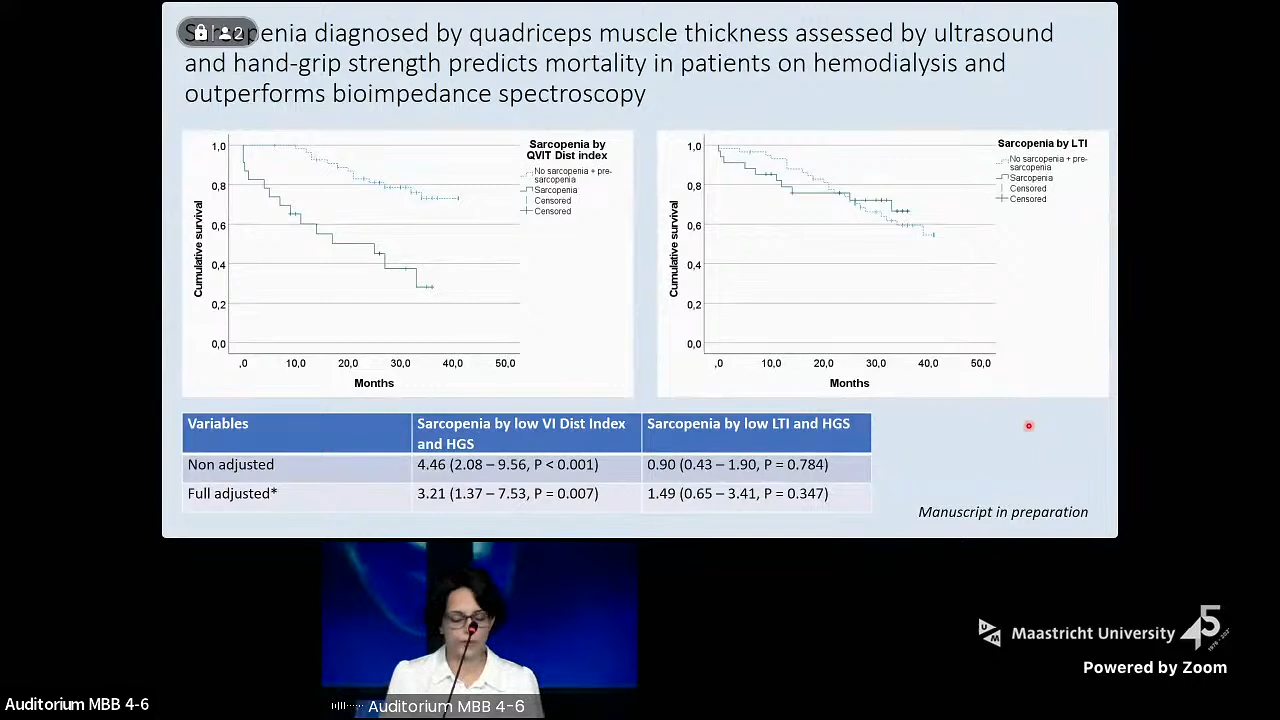 2
Sarcopenia diagnosed by quadriceps muscle thickness assessed by ultrasound
and hand-grip strength predicts mortality in patients on hemodialysis and
outperforms bioimpedance spectroscopy
Sarcopenia by
QVIT Dist index
No sarcopenia + pre-
sarcopenia
Sarcopenia
Censored
Censored
Cumulative survival
1,0
0,8
0,6
0,4
0,2
0,0
,0
10,0
20,0
30,0
40,0
50,0
Months
Sarcopenia by LTI
No sarcopenia + pre-
sarcopenia
Sarcopenia
Censored
Censored
Cumulative survival
1,0
0,8
0,6
0,4
0,2
0,0
,0
10,0
20,0
30,0
40,0
50,0
Months
Variables
Sarcopenia by low VI Dist Index
and HGS
Sarcopenia by low LTI and HGS
Non adjusted
4.46 (2.08 – 9.56, P < 0.001)
0.90 (0.43 – 1.90, P = 0.784)
Full adjusted*
3.21 (1.37 – 7.53, P = 0.007)
1.49 (0.65 – 3.41, P = 0.347)
Manuscript in preparation
UM
Maastricht University
45
Powered by Zoom
Auditorium MBB 4-6
Auditorium MBB 4-6